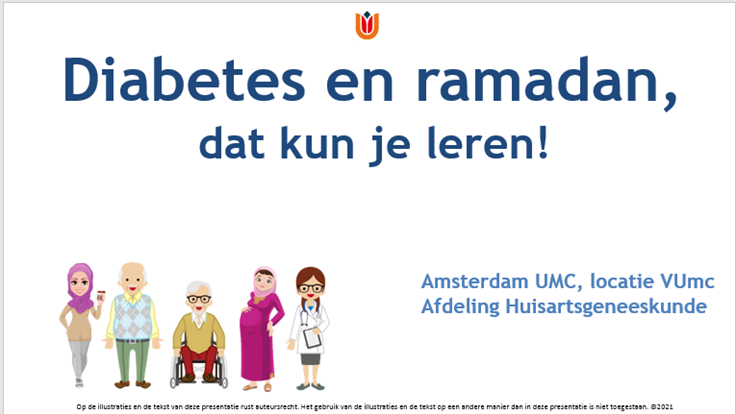 Diabetes en ramadan,
dat kun je leren!
Amsterdam UMC, locatie VUmc
Afdeling Huisartsgeneeskunde
Op de illustraties en de tekst van deze presentatie rust auteursrecht. Het gebruik van de illustraties en de tekst op een andere manier dan in deze presentatie is niet toegestaan. ©2021